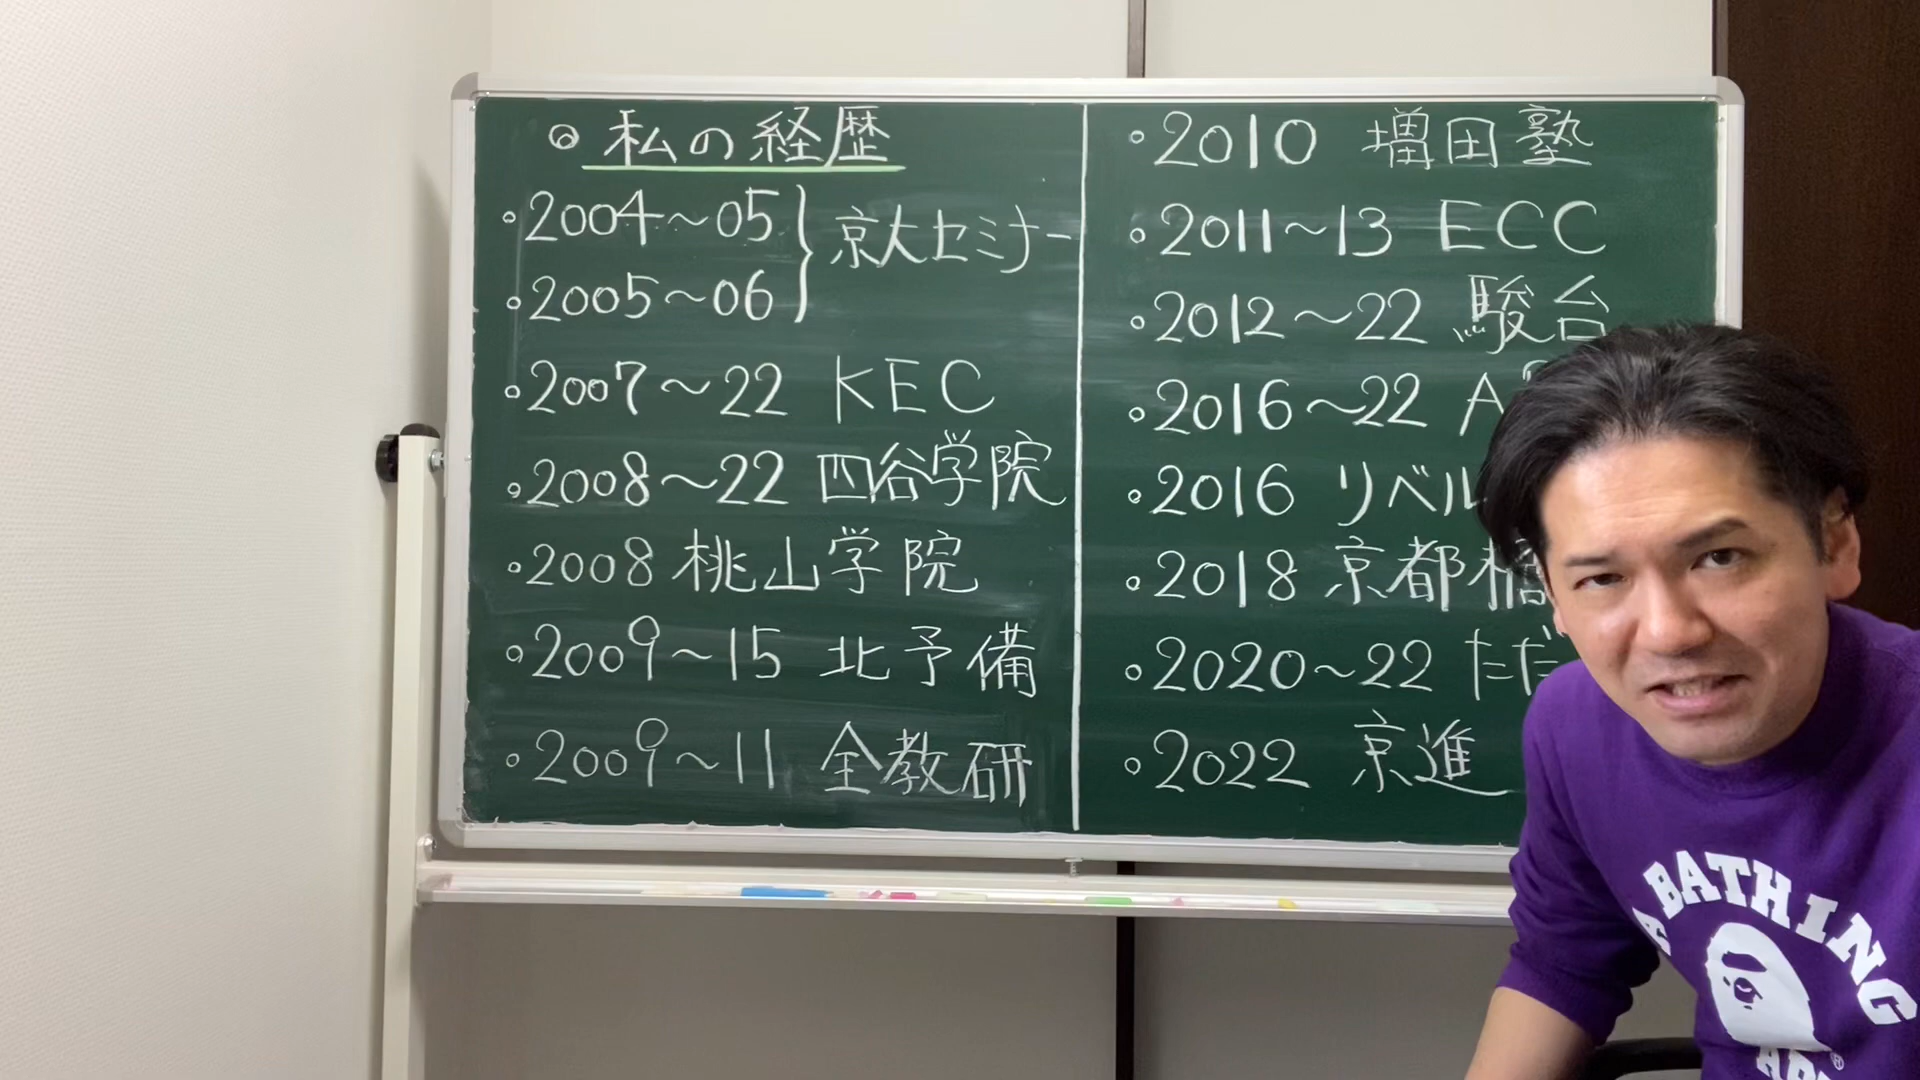 ◎ 私の経歴
・2004～05
・2005～06
京大セミナー
・2007～22 KEC
・2008～22 四谷学院
・2008 桃山学院
・2009～15 北予備
・2009～11 全教研
・2010 増田塾
・2011～13 ECC
・2012～22 駿台
・2016～22
・2016 リベル
・2018 京都橘
・2020～22 ただ
・2022 京進
A BATHING
APE®